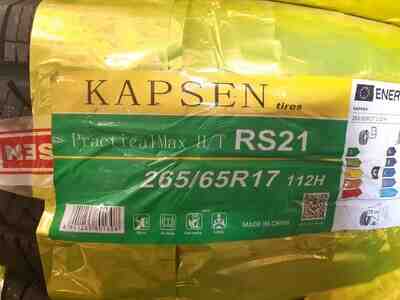 KAPSEN
tires
PracticalMax H/T RS21
265/65R17 112H
MADE IN CHINA
ENER